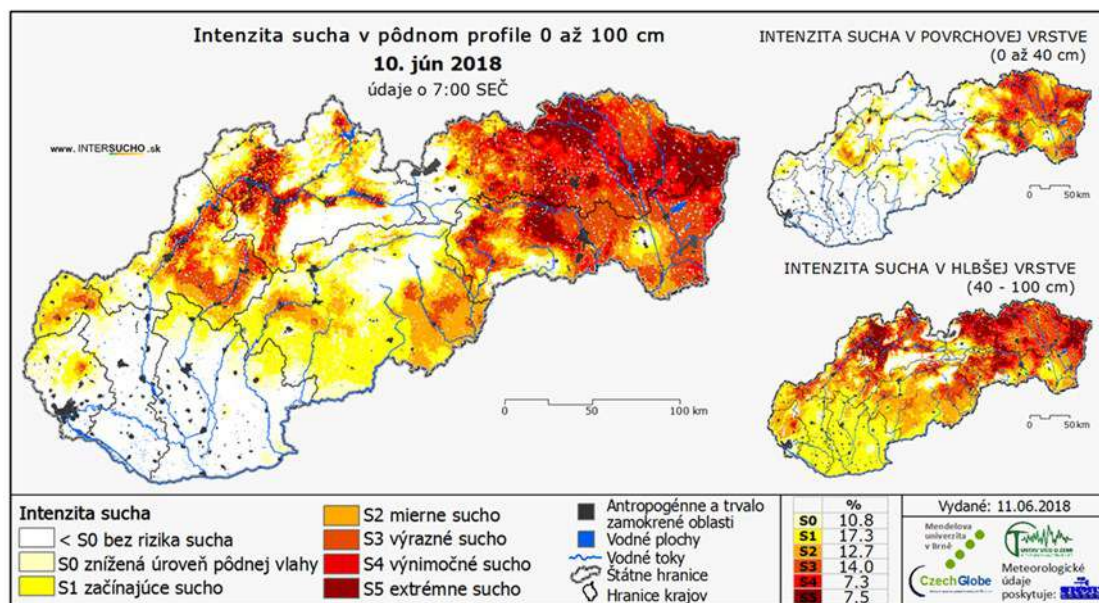 Intenzita sucha v pôdnom profile 0 až 100 cm
10. jún 2018
údaje o 7:00 SEČ
www. INTERSUCHO .sk
0 50 100 km
INTENZITA SUCHA V POVRCHOVEJ VRSTVE
(0 až 40 cm)
0 50 km
INTENZITA SUCHA V HLBŠEJ VRSTVE
(40 - 100 cm)
0 50 km
Intenzita sucha
< S0 bez rizika sucha
S0 znížená úroveň pôdnej vlahy
S1 začínajúce sucho
S2 mierne sucho
S3 výrazné sucho
S4 výnimočné sucho
S5 extrémne sucho
Antropogénne a trvalo
zamokrené oblasti
Vodné plochy
Vodné toky
Štátne hranice
Hranice krajov
%
S0 10.8
S1 17.3
S2 12.7
S3 14.0
S4 7.3
S5 7.5
Vydané: 11.06.2018
Mendelova
univerzita
v Brně
CzechGlobe
Meteorologické
údaje
poskytuje: